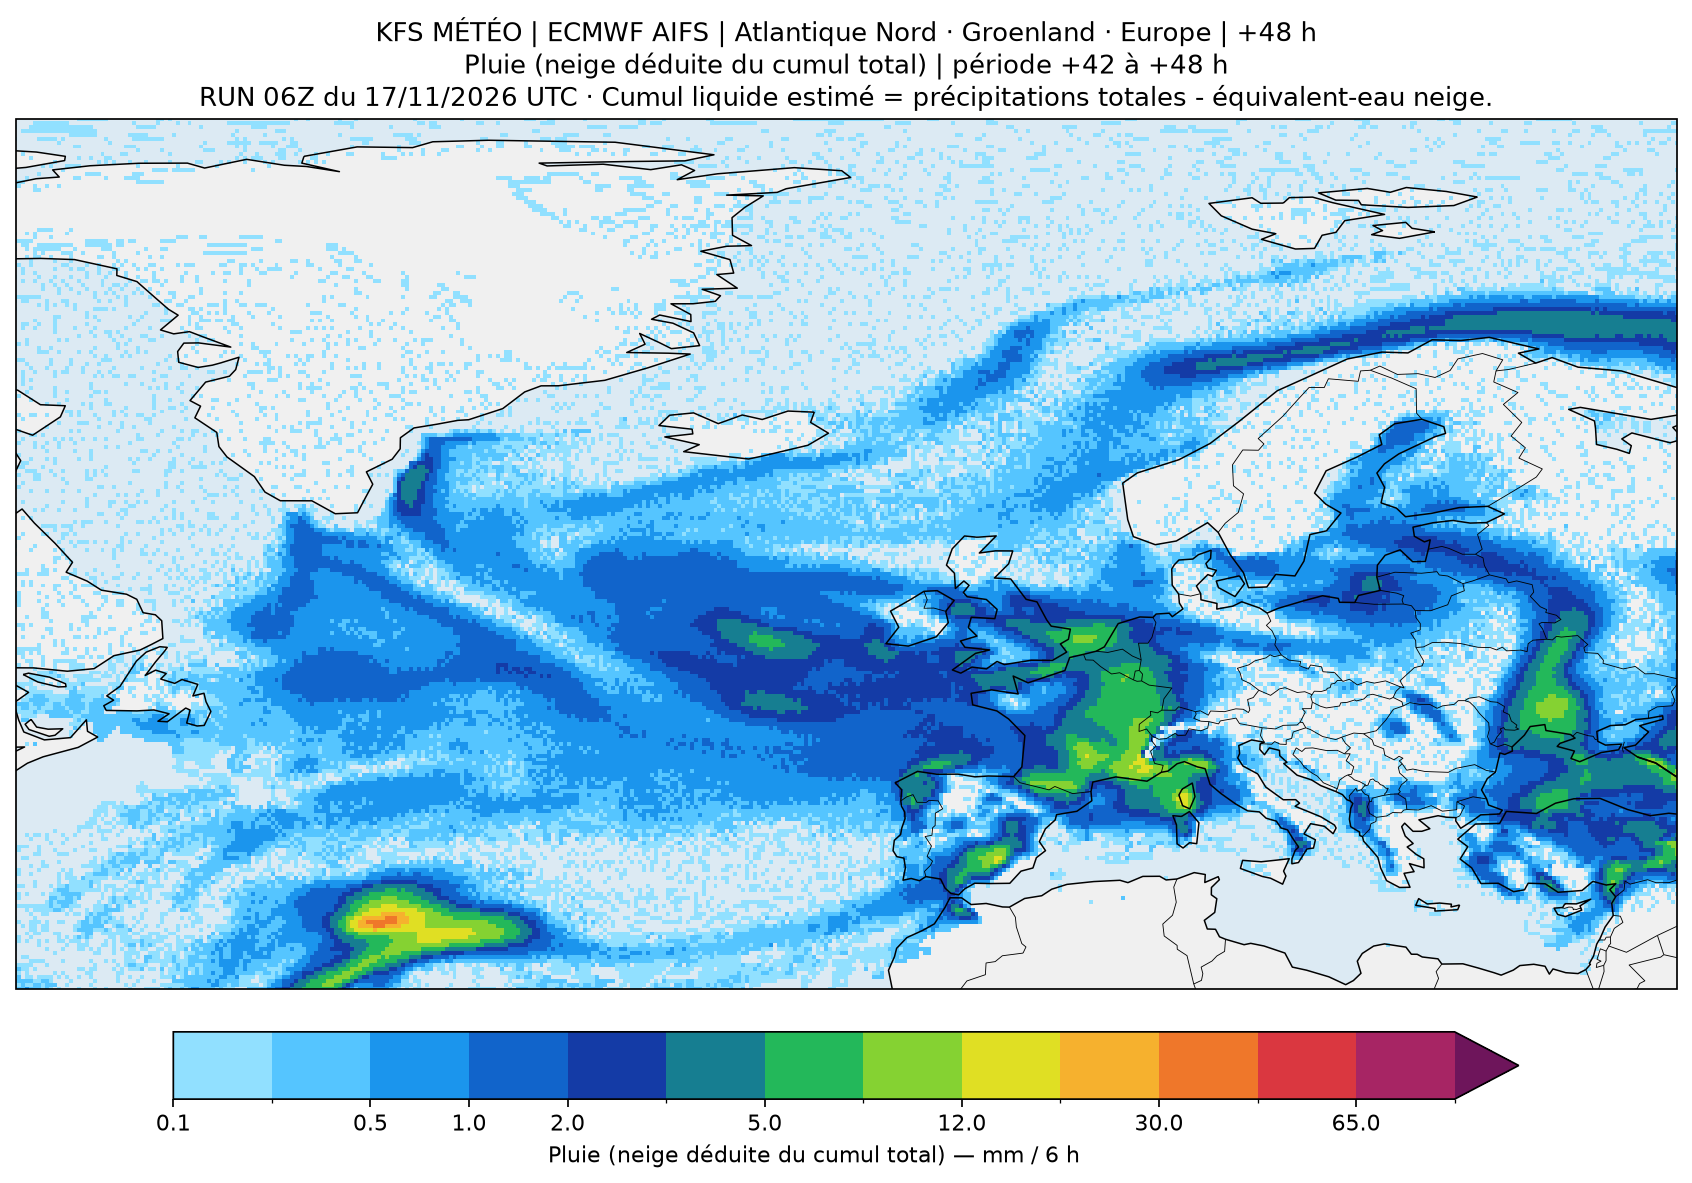 KFS MÉTÉO | ECMWF AIFS | Atlantique Nord · Groenland · Europe | +48 h
Pluie (neige déduite du cumul total) | période +42 à +48 h
RUN 06Z du 17/11/2026 UTC · Cumul liquide estimé = précipitations totales - équivalent-eau neige.
0.1 0.5 1.0 2.0 5.0 12.0 30.0 65.0
Pluie (neige déduite du cumul total) — mm / 6 h